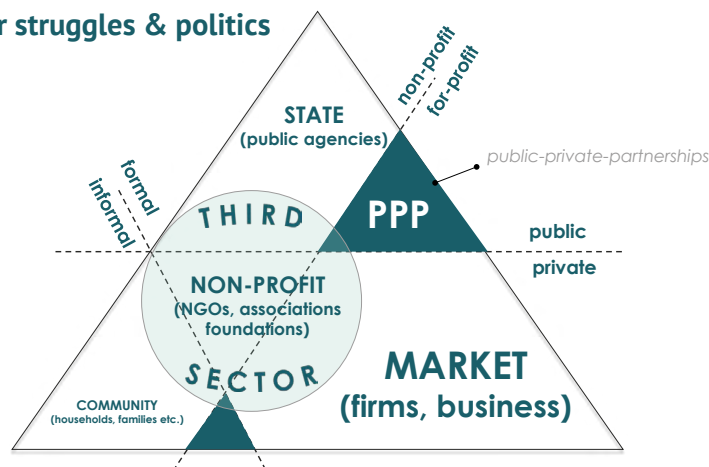 r struggles & politics
non-profit
for-profit
STATE
(public agencies)
public-private-partnerships
formal
informal
THIRD
PPP
public
private
NON-PROFIT
(NGOs, associations
foundations)
SECTOR
MARKET
(firms, business)
COMMUNITY
(households, families etc.)